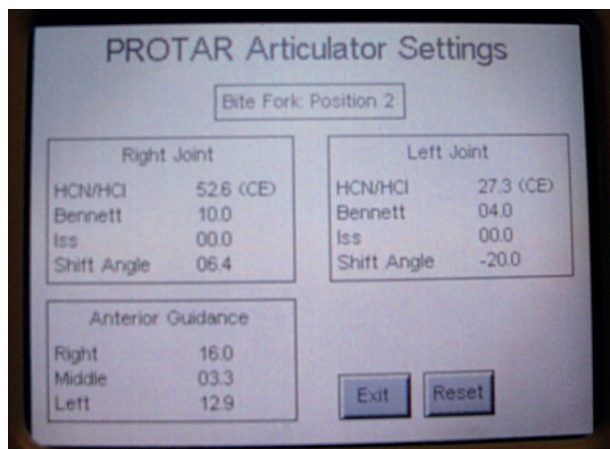 PROTAR Articulator Settings
Bite Fork: Position 2
Right Joint
HCN/HCI 52.6 (CE)
Bennett 10.0
Iss 00.0
Shift Angle 06.4
Left Joint
HCN/HCI 27.3 (CE)
Bennett 04.0
Iss 00.0
Shift Angle -20.0
Anterior Guidance
Right 16.0
Middle 03.3
Left 12.9
Exit
Reset